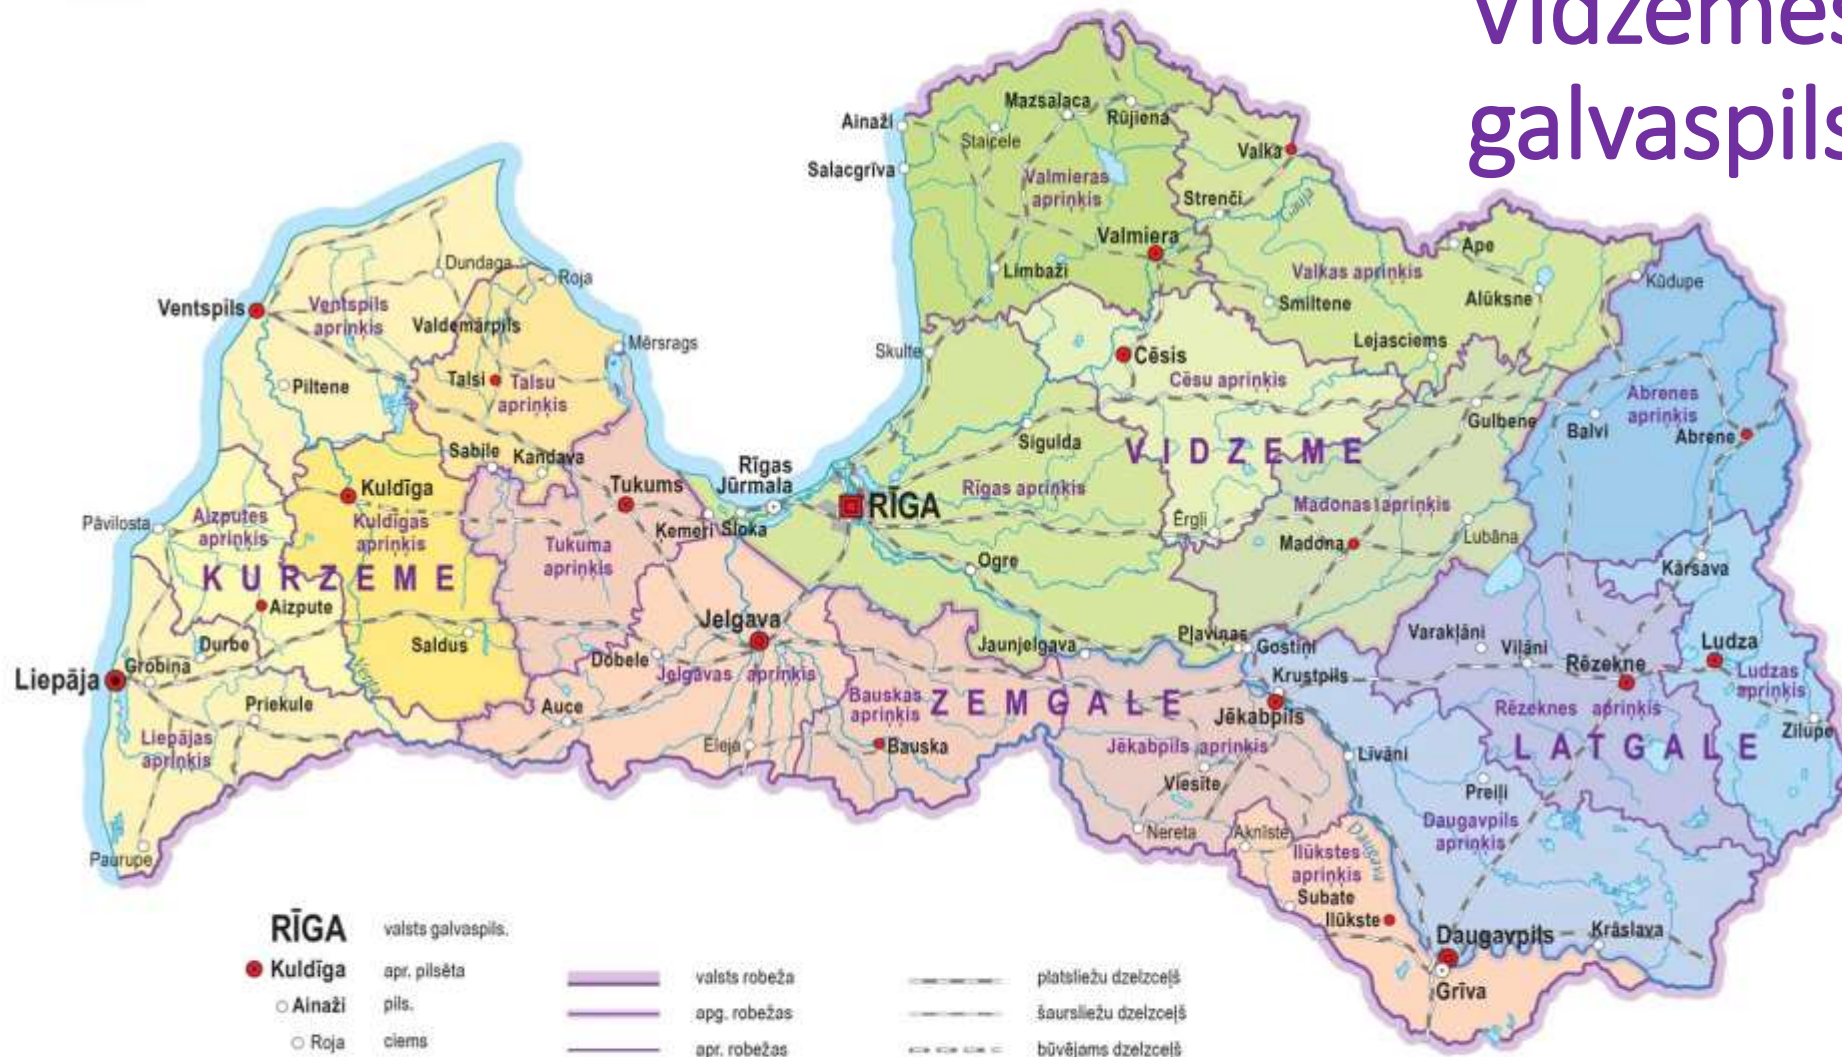 Vidzemes
galvaspils
Mazsalaca
Rūjiena
Ainaži
Staicele
Valka
Salacgrīva
Valmieras
apriņķis
Strenči
Gauja
Valmiera
Ape
Limbaži
Valkas apriņķis
Kūdupe
Smiltene
Alūksne
Dundaga
Roja
Ventspils
Ventspils
apriņķis
Valdemārpils
Mērsrags
Skulte
Lejasciems
Cēsis
Cēsu apriņķis
Piltene
Talsi
Talsu
apriņķis
Abrenes
apriņķis
Gulbene
Balvi
Abrene
Sigulda
VIDZEME
Sabile
Kandava
Rīgas
Jūrmala
Kuldīga
Tukums
RĪGA
Rīgas apriņķis
Madonas apriņķis
Pāvilosta
Aizputes
apriņķis
Kuldīgas
apriņķis
Ķemeri
Sloka
Ērgļi
Madona
Lubāna
Tukuma
apriņķis
Ogre
Kārsava
KURZEME
Aizpute
Jelgava
Durbe
Saldus
Dobele
Jaunjelgava
Pļaviņas
Gostiņi
Varakļāni
Viļāni
Ludza
Liepāja
Grobiņa
Venta
Jelgavas apriņķis
Krustpils
Rēzekne
Ludzas
apriņķis
Priekule
Auce
Bauskas
apriņķis
ZEMGALE
Jēkabpils
Rēzeknes apriņķis
Zilupe
Liepājas
apriņķis
Eleja
Bauska
Jēkabpils apriņķis
Līvāni
LATGALE
Viesīte
Preiļi
Nereta
Aknīste
Daugava
Daugavpils
apriņķis
Paurupe
Ilūkstes
apriņķis
Subate
Ilūkste
Daugavpils
Krāslava
Grīva
RĪGA valsts galvaspils.
Kuldīga apr. pilsēta
Ainaži pils.
Roja ciems
valsts robeža
apg. robežas
apr. robežas
platsliežu dzelzceļš
šaursliežu dzelzceļš
būvējams dzelzceļš